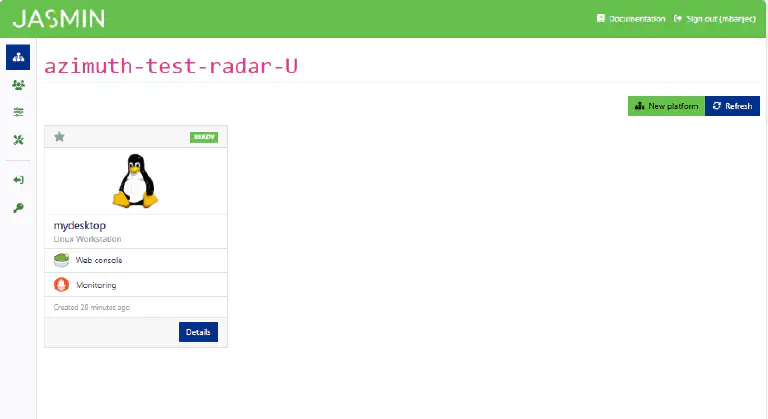 JASMIN
Documentation
Sign out (mbanjec)
azimuth-test-radar-U
New platform
Refresh
READY
mydesktop
Linux Workstation
Web console
Monitoring
Created 29 minutes ago
Details